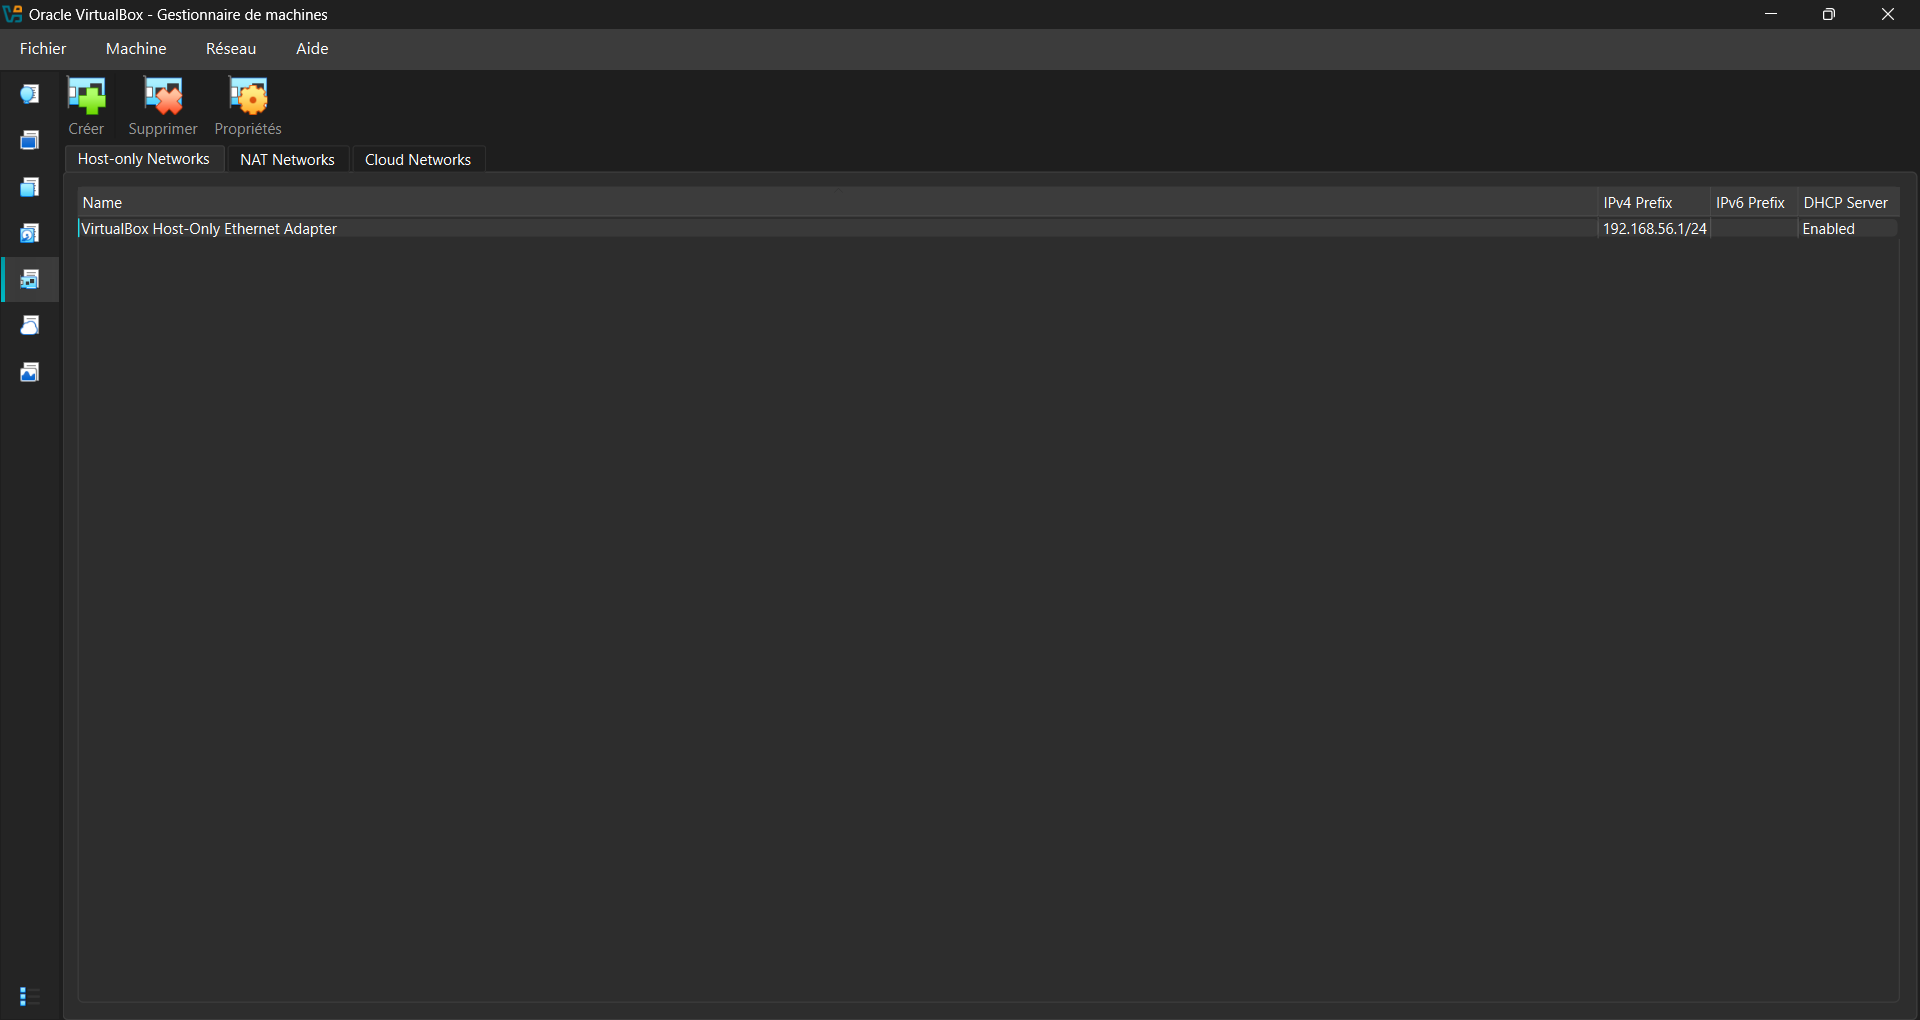 Oracle VirtualBox - Gestionnaire de machines
Fichier Machine Réseau Aide
Créer Supprimer Propriétés
Host-only Networks NAT Networks Cloud Networks
Name IPv4 Prefix IPv6 Prefix DHCP Server
VirtualBox Host-Only Ethernet Adapter 192.168.56.1/24 Enabled